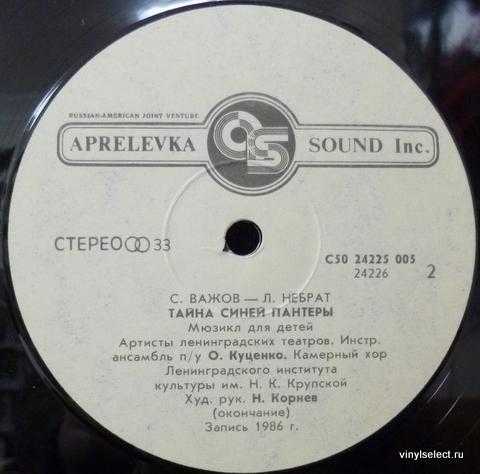 RUSSIAN-AMERICAN JOINT VENTURE
APRELEVKA SOUND Inc.
СТЕРЕО 33
С50 24225 005
24226 2
С. ВАЖОВ — Л. НЕБРАТ
ТАЙНА СИНЕЙ ПАНТЕРЫ
Мюзикл для детей
Артисты ленинградских театров. Инстр.
ансамбль п/у О. Куценко. Камерный хор
Ленинградского института
культуры им. Н. К. Крупской
Худ. рук. Н. Корнев
(окончание)
Запись 1986 г.
vinylselect.ru